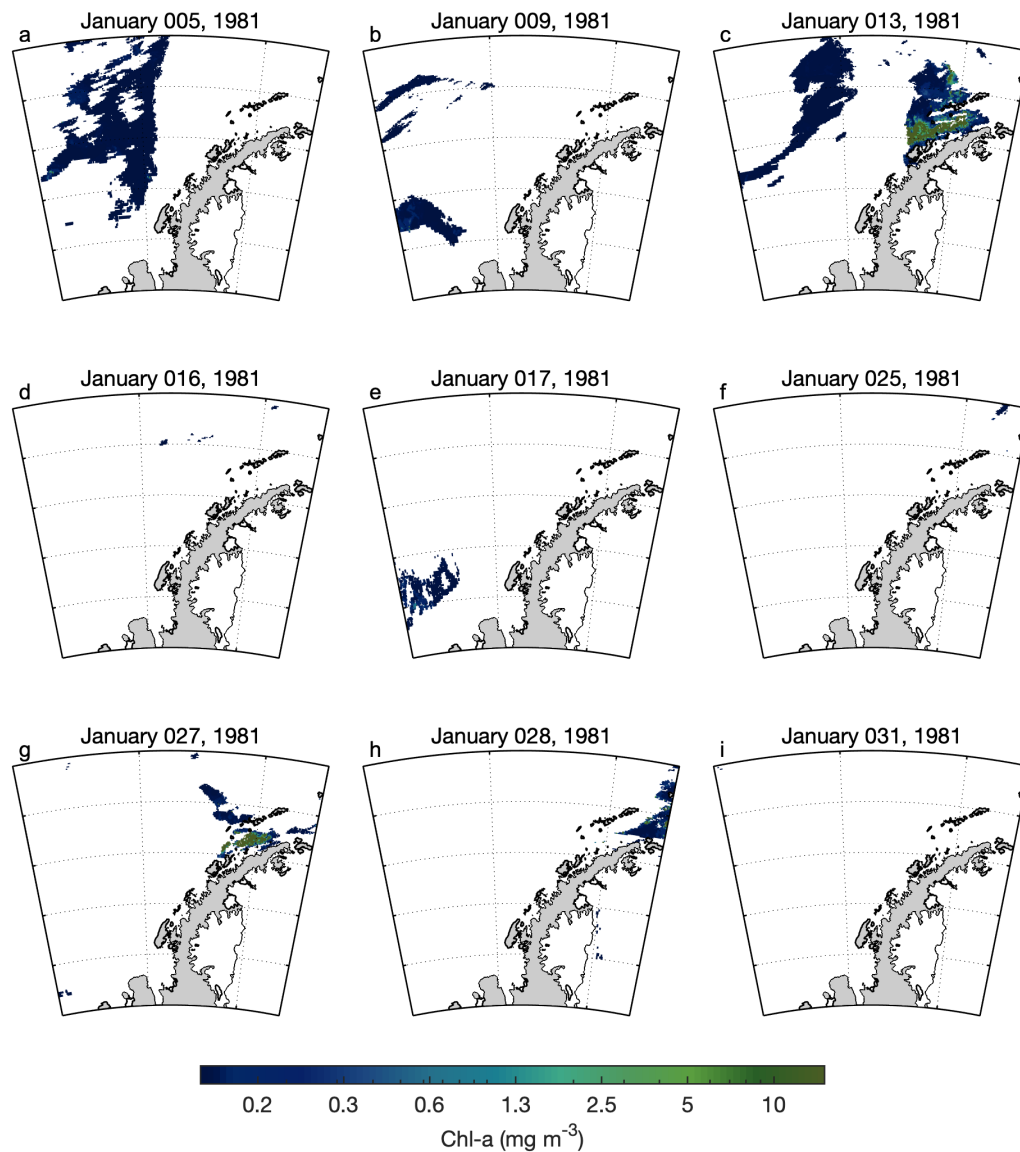 January 005, 1981
a
January 009, 1981
b
January 013, 1981
c
January 016, 1981
d
January 017, 1981
e
January 025, 1981
f
January 027, 1981
g
January 028, 1981
h
January 031, 1981
i
0.2 0.3 0.6 1.3 2.5 5 10
Chl-a (mg m⁻³)